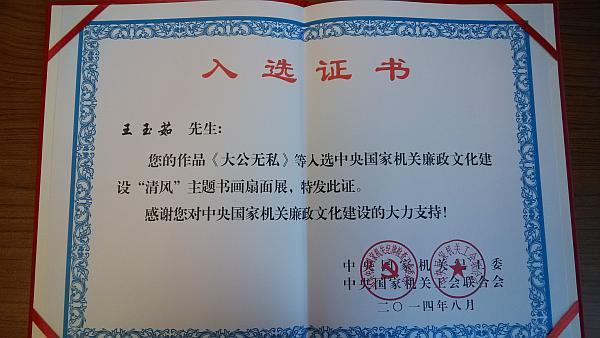 入选证书
王玉茹 先生:
您的作品《大公无私》等入选中央国家机关廉政文化建
设“清风”主题书画扇面展,特发此证。
感谢您对中央国家机关廉政文化建设的大力支持!
中央国家机关 工委
中央国家机关工会联合会
二〇一四年八月